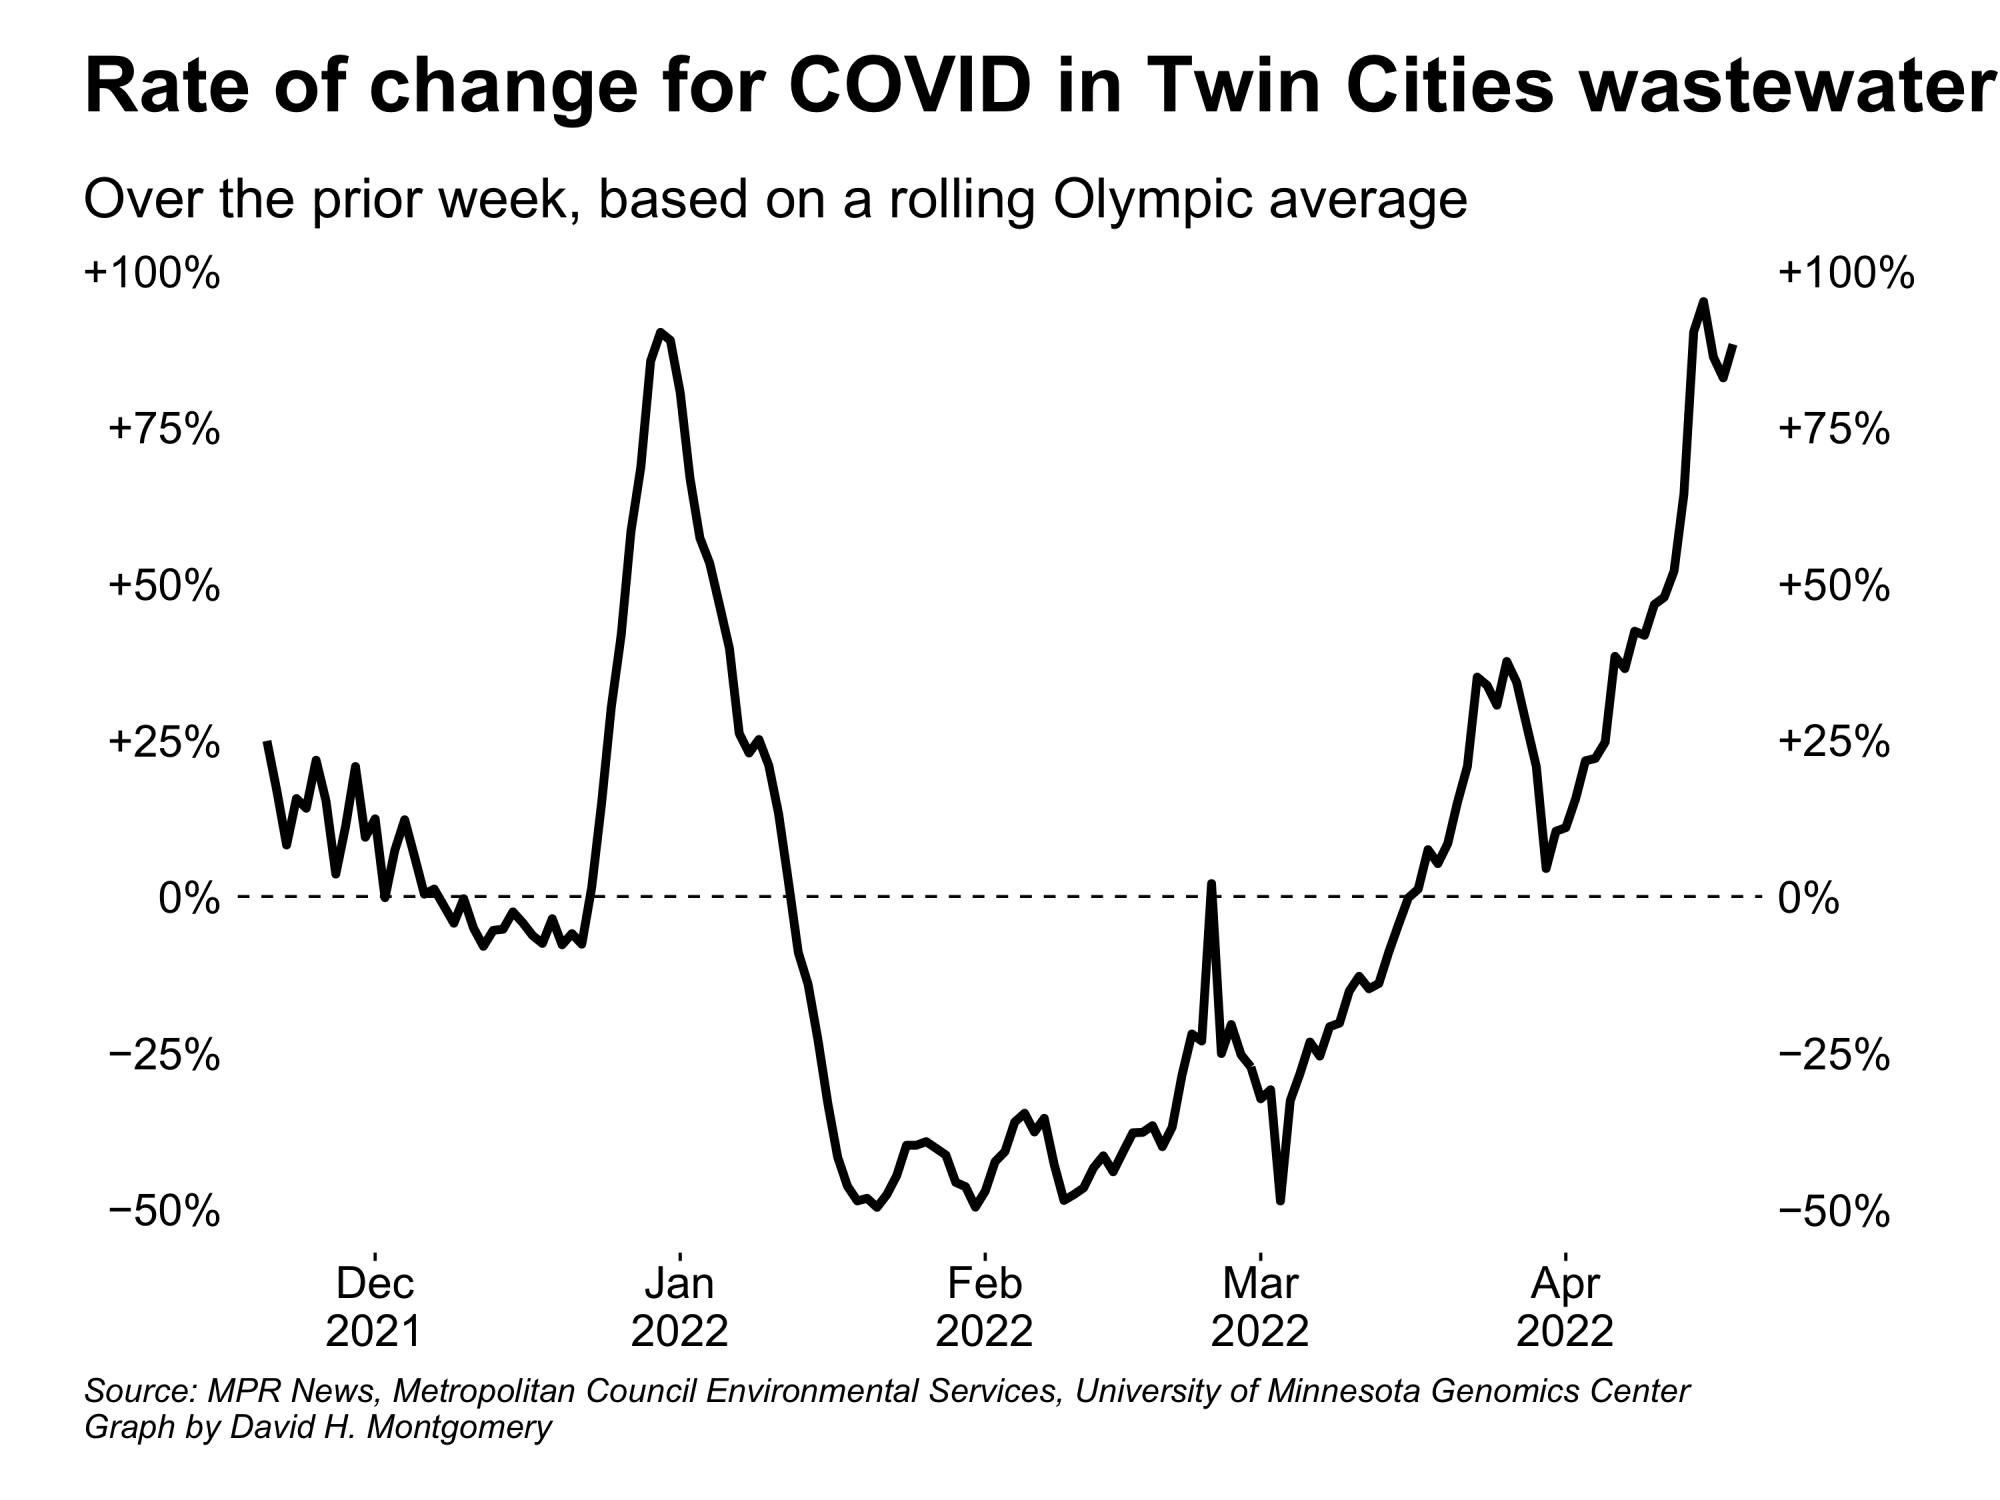 Rate of change for COVID in Twin Cities wastewater
Over the prior week, based on a rolling Olympic average
+100% +100%
+75% +75%
+50% +50%
+25% +25%
0% 0%
−25% −25%
−50% −50%
Dec Jan Feb Mar Apr
2021 2022 2022 2022 2022
Source: MPR News, Metropolitan Council Environmental Services, University of Minnesota Genomics Center
Graph by David H. Montgomery